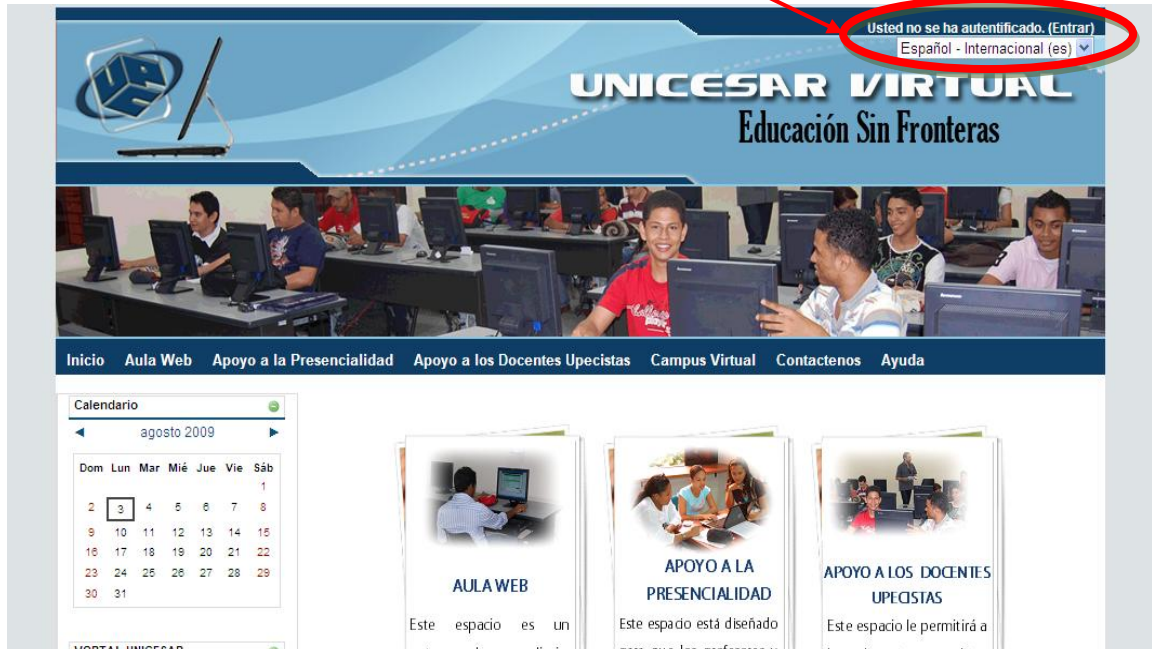 Usted no se ha autentificado. (Entrar)
Español - Internacional (es)
UNICESAR VIRTUAL
Educación Sin Fronteras
Inicio Aula Web Apoyo a la Presencialidad Apoyo a los Docentes Upecistas Campus Virtual Contactenos Ayuda
Calendario
agosto 2009
Dom Lun Mar Mié Jue Vie Sáb
1
2 3 4 5 6 7 8
9 10 11 12 13 14 15
16 17 18 19 20 21 22
23 24 25 26 27 28 29
30 31
AULA WEB
Este espacio es un
APOYO A LA
PRESENCIALIDAD
Este espacio está diseñado
APOYO A LOS DOCENTES
UPECISTAS
Este espacio le permitirá a